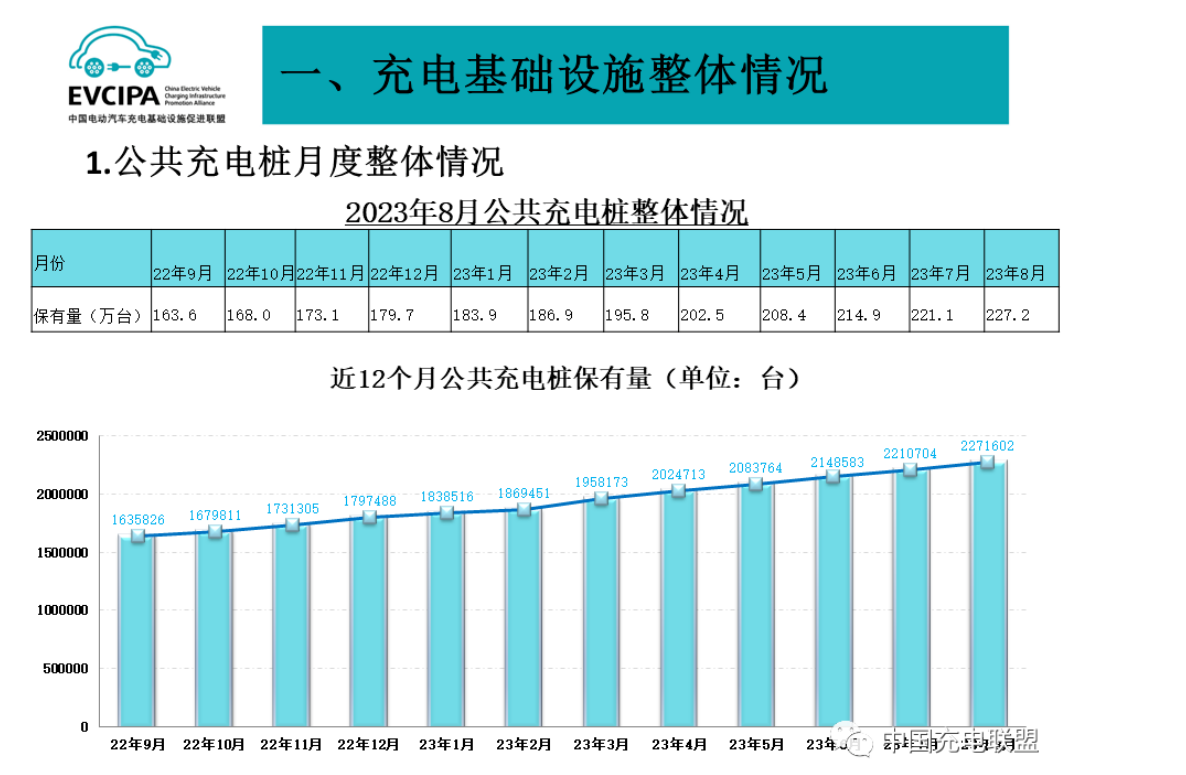 EVCIPA China Electric Vehicle
Charging Infrastructure
Promotion Alliance
中国电动汽车充电基础设施促进联盟
一、充电基础设施整体情况
1.公共充电桩月度整体情况
2023年8月公共充电桩整体情况
月份 22年9月 22年10月 22年11月 22年12月 23年1月 23年2月 23年3月 23年4月 23年5月 23年6月 23年7月 23年8月
保有量（万台） 163.6 168.0 173.1 179.7 183.9 186.9 195.8 202.5 208.4 214.9 221.1 227.2
近12个月公共充电桩保有量（单位：台）
2500000
2000000
1500000
1000000
500000
0
1635826 1679811 1731305 1797488 1838516 1869451 1958173 2024713 2083764 2148583 2210704 2271602
22年9月 22年10月 22年11月 22年12月 23年1月 23年2月 23年3月 23年4月 23年5月
中国充电联盟